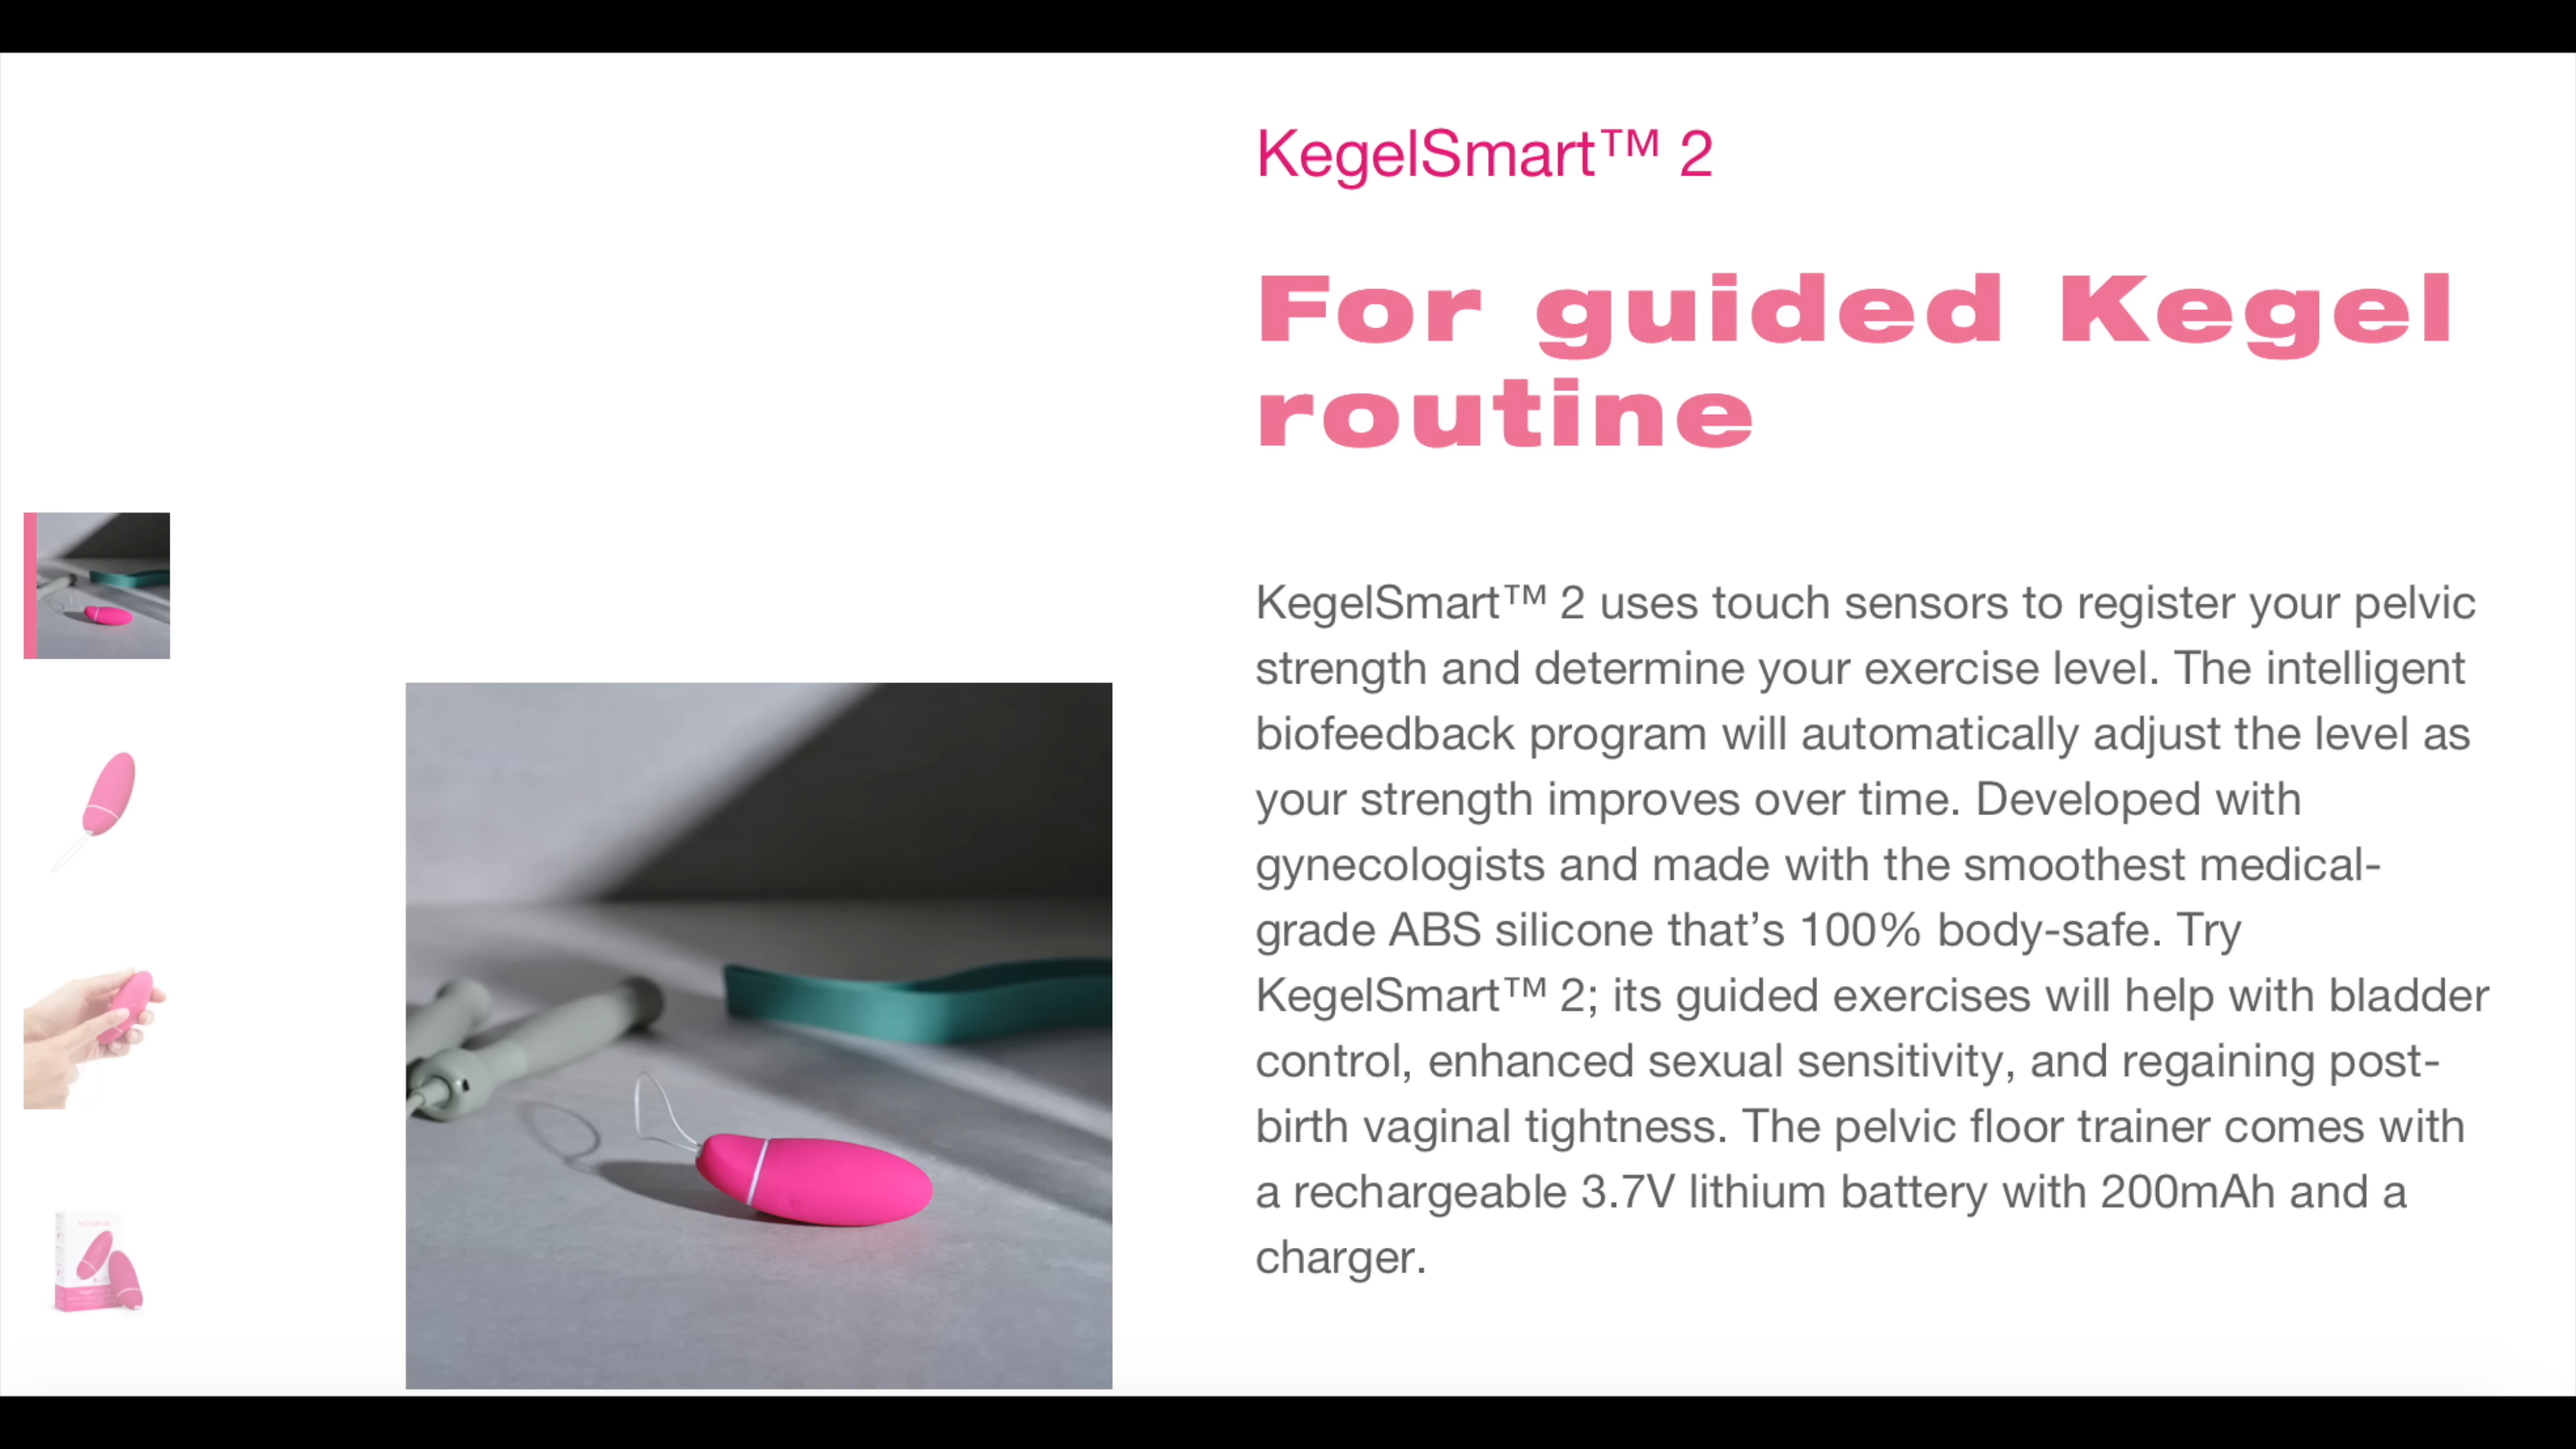 KegelSmart™ 2
For guided Kegel
routine
KegelSmart™ 2 uses touch sensors to register your pelvic
strength and determine your exercise level. The intelligent
biofeedback program will automatically adjust the level as
your strength improves over time. Developed with
gynecologists and made with the smoothest medical-
grade ABS silicone that’s 100% body-safe. Try
KegelSmart™ 2; its guided exercises will help with bladder
control, enhanced sexual sensitivity, and regaining post-
birth vaginal tightness. The pelvic floor trainer comes with
a rechargeable 3.7V lithium battery with 200mAh and a
charger.